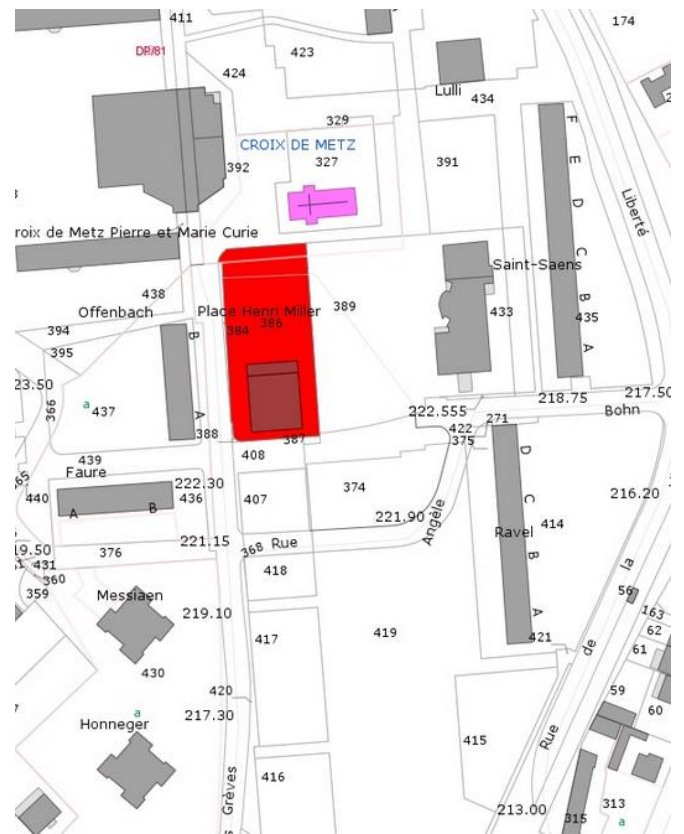 411
174
DP/81
423
424
Lulli
434
329
CROIX DE METZ
327
392
391
F
E
D
C
B
A
Liberté
roix de Metz Pierre et Marie Curie
Saint-Saens
438
Offenbach
Place Henri Miller
389
384
386
433
435
394
395
B
23.50
366
a
437
A
388
387
408
222.555
218.75
217.50
422
271
Bohn
375
439
Faure
440
222.30
436
A
B
407
374
221.90
Angèle
D
C
B
A
216.20
414
Ravel
19.50
431
376
221.15
368
Rue
360
359
418
la
56
163
62
61
Messiaen
219.10
417
419
421
de
430
59
60
420
a
217.30
Honneger
415
Rue
416
Grèves
213.00
315
313
a